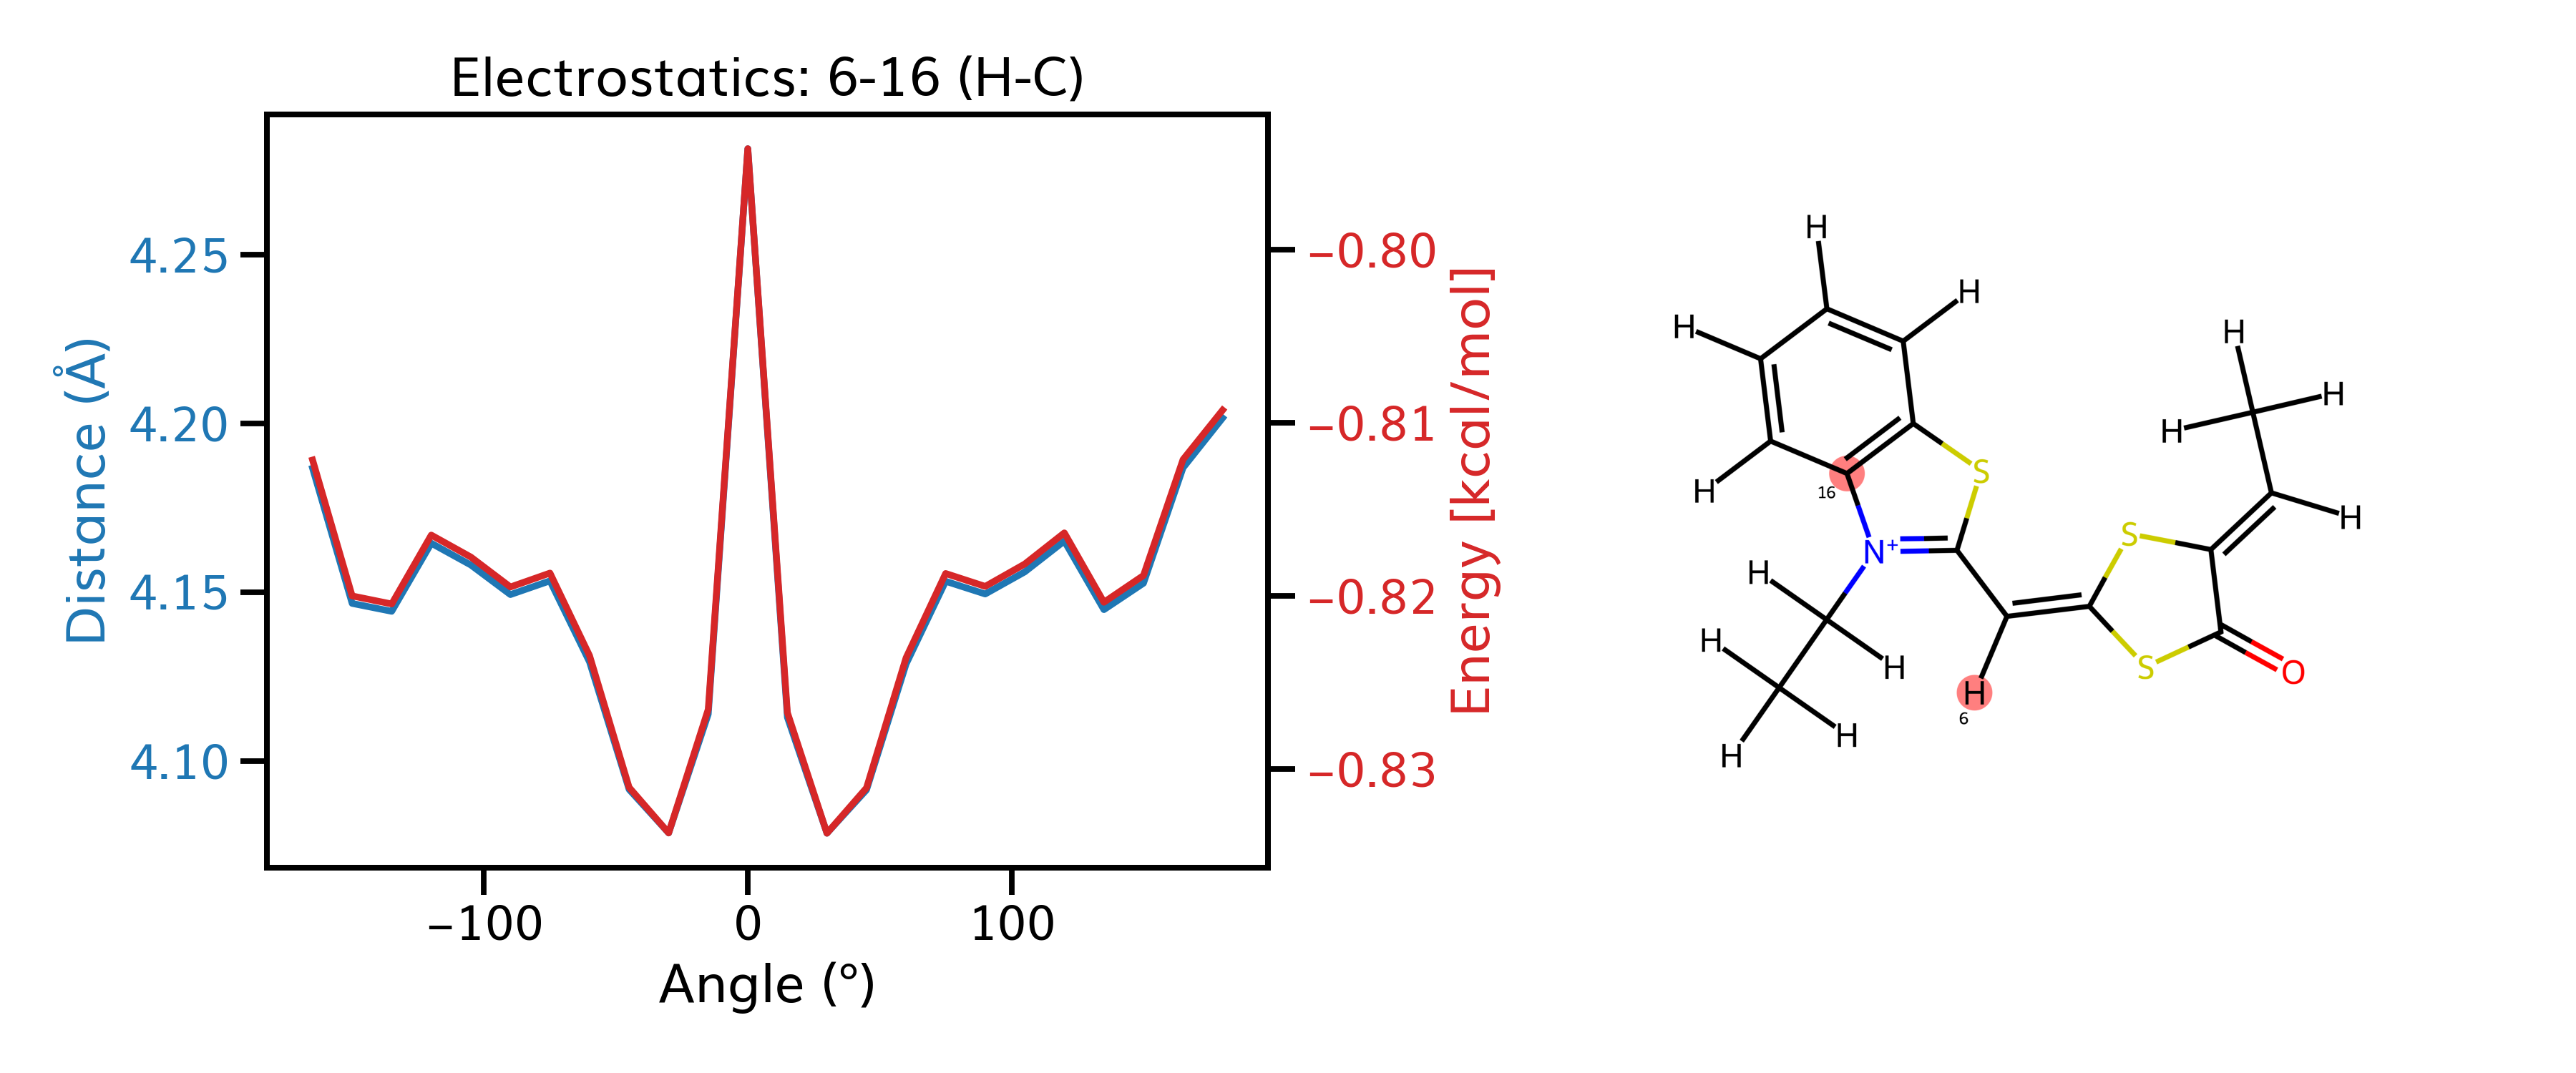 Electrostatics: 6-16 (H-C)
Distance (Å)
4.25
4.20
4.15
4.10
−0.80
−0.81
−0.82
−0.83
Energy [kcal/mol]
−100
0
100
Angle (°)
H
H
H
H
H
H
H
S
16
S
H
N+
H
H
H
S
O
H
6
H
H